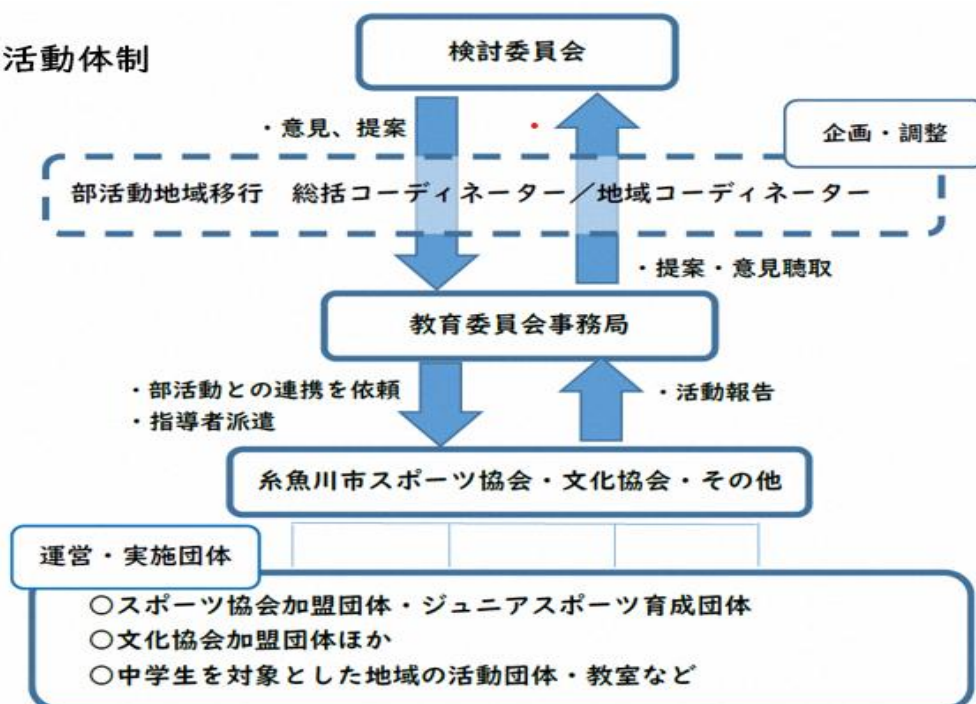 活動体制
検討委員会
・意見、提案
企画・調整
部活動地域移行 総括コーディネーター/地域コーディネーター
・提案・意見聴取
教育委員会事務局
・部活動との連携を依頼
・指導者派遣
・活動報告
糸魚川市スポーツ協会・文化協会・その他
運営・実施団体
〇スポーツ協会加盟団体・ジュニアスポーツ育成団体
〇文化協会加盟団体ほか
〇中学生を対象とした地域の活動団体・教室など